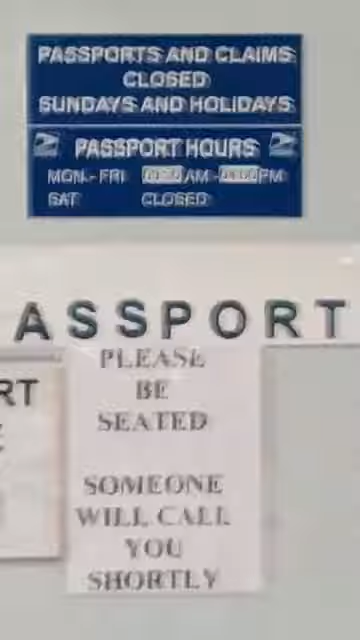 PASSPORTS AND CLAIMS
CLOSED
SUNDAYS AND HOLIDAYS
PASSPORT HOURS
MON.- FRI AM - PM
SAT CLOSED
ASSPORT
RT
PLEASE
BE
SEATED
SOMEONE
WILL CALL
YOU
SHORTLY